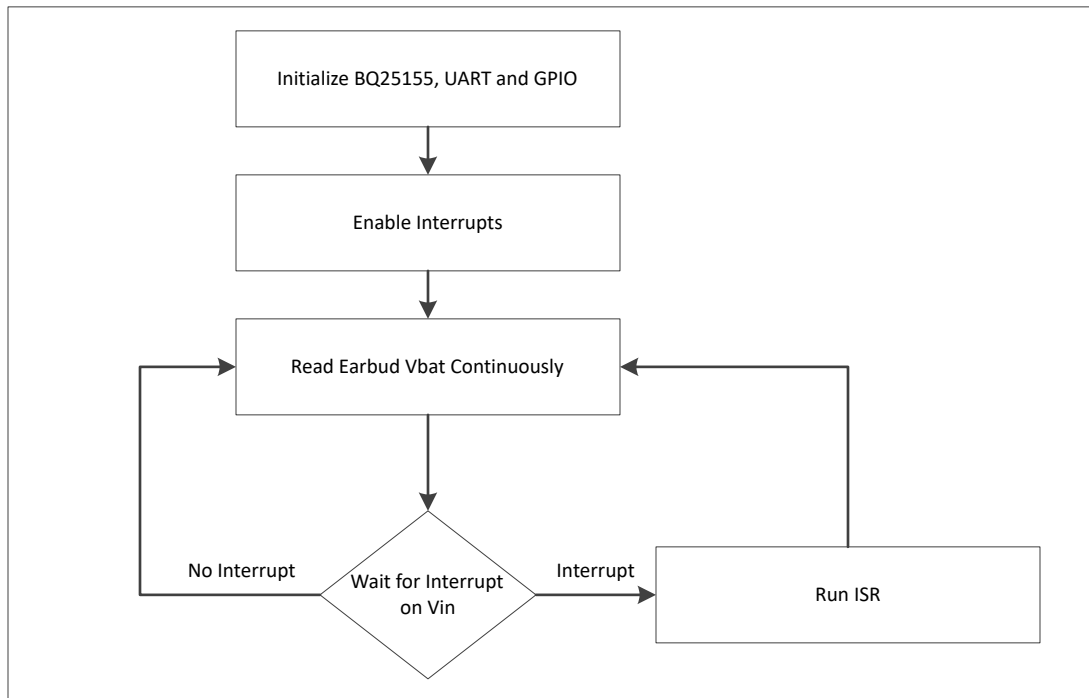 Initialize BQ25155, UART and GPIO
Enable Interrupts
Read Earbud Vbat Continuously
No Interrupt
Wait for Interrupt
on Vin
Interrupt
Run ISR